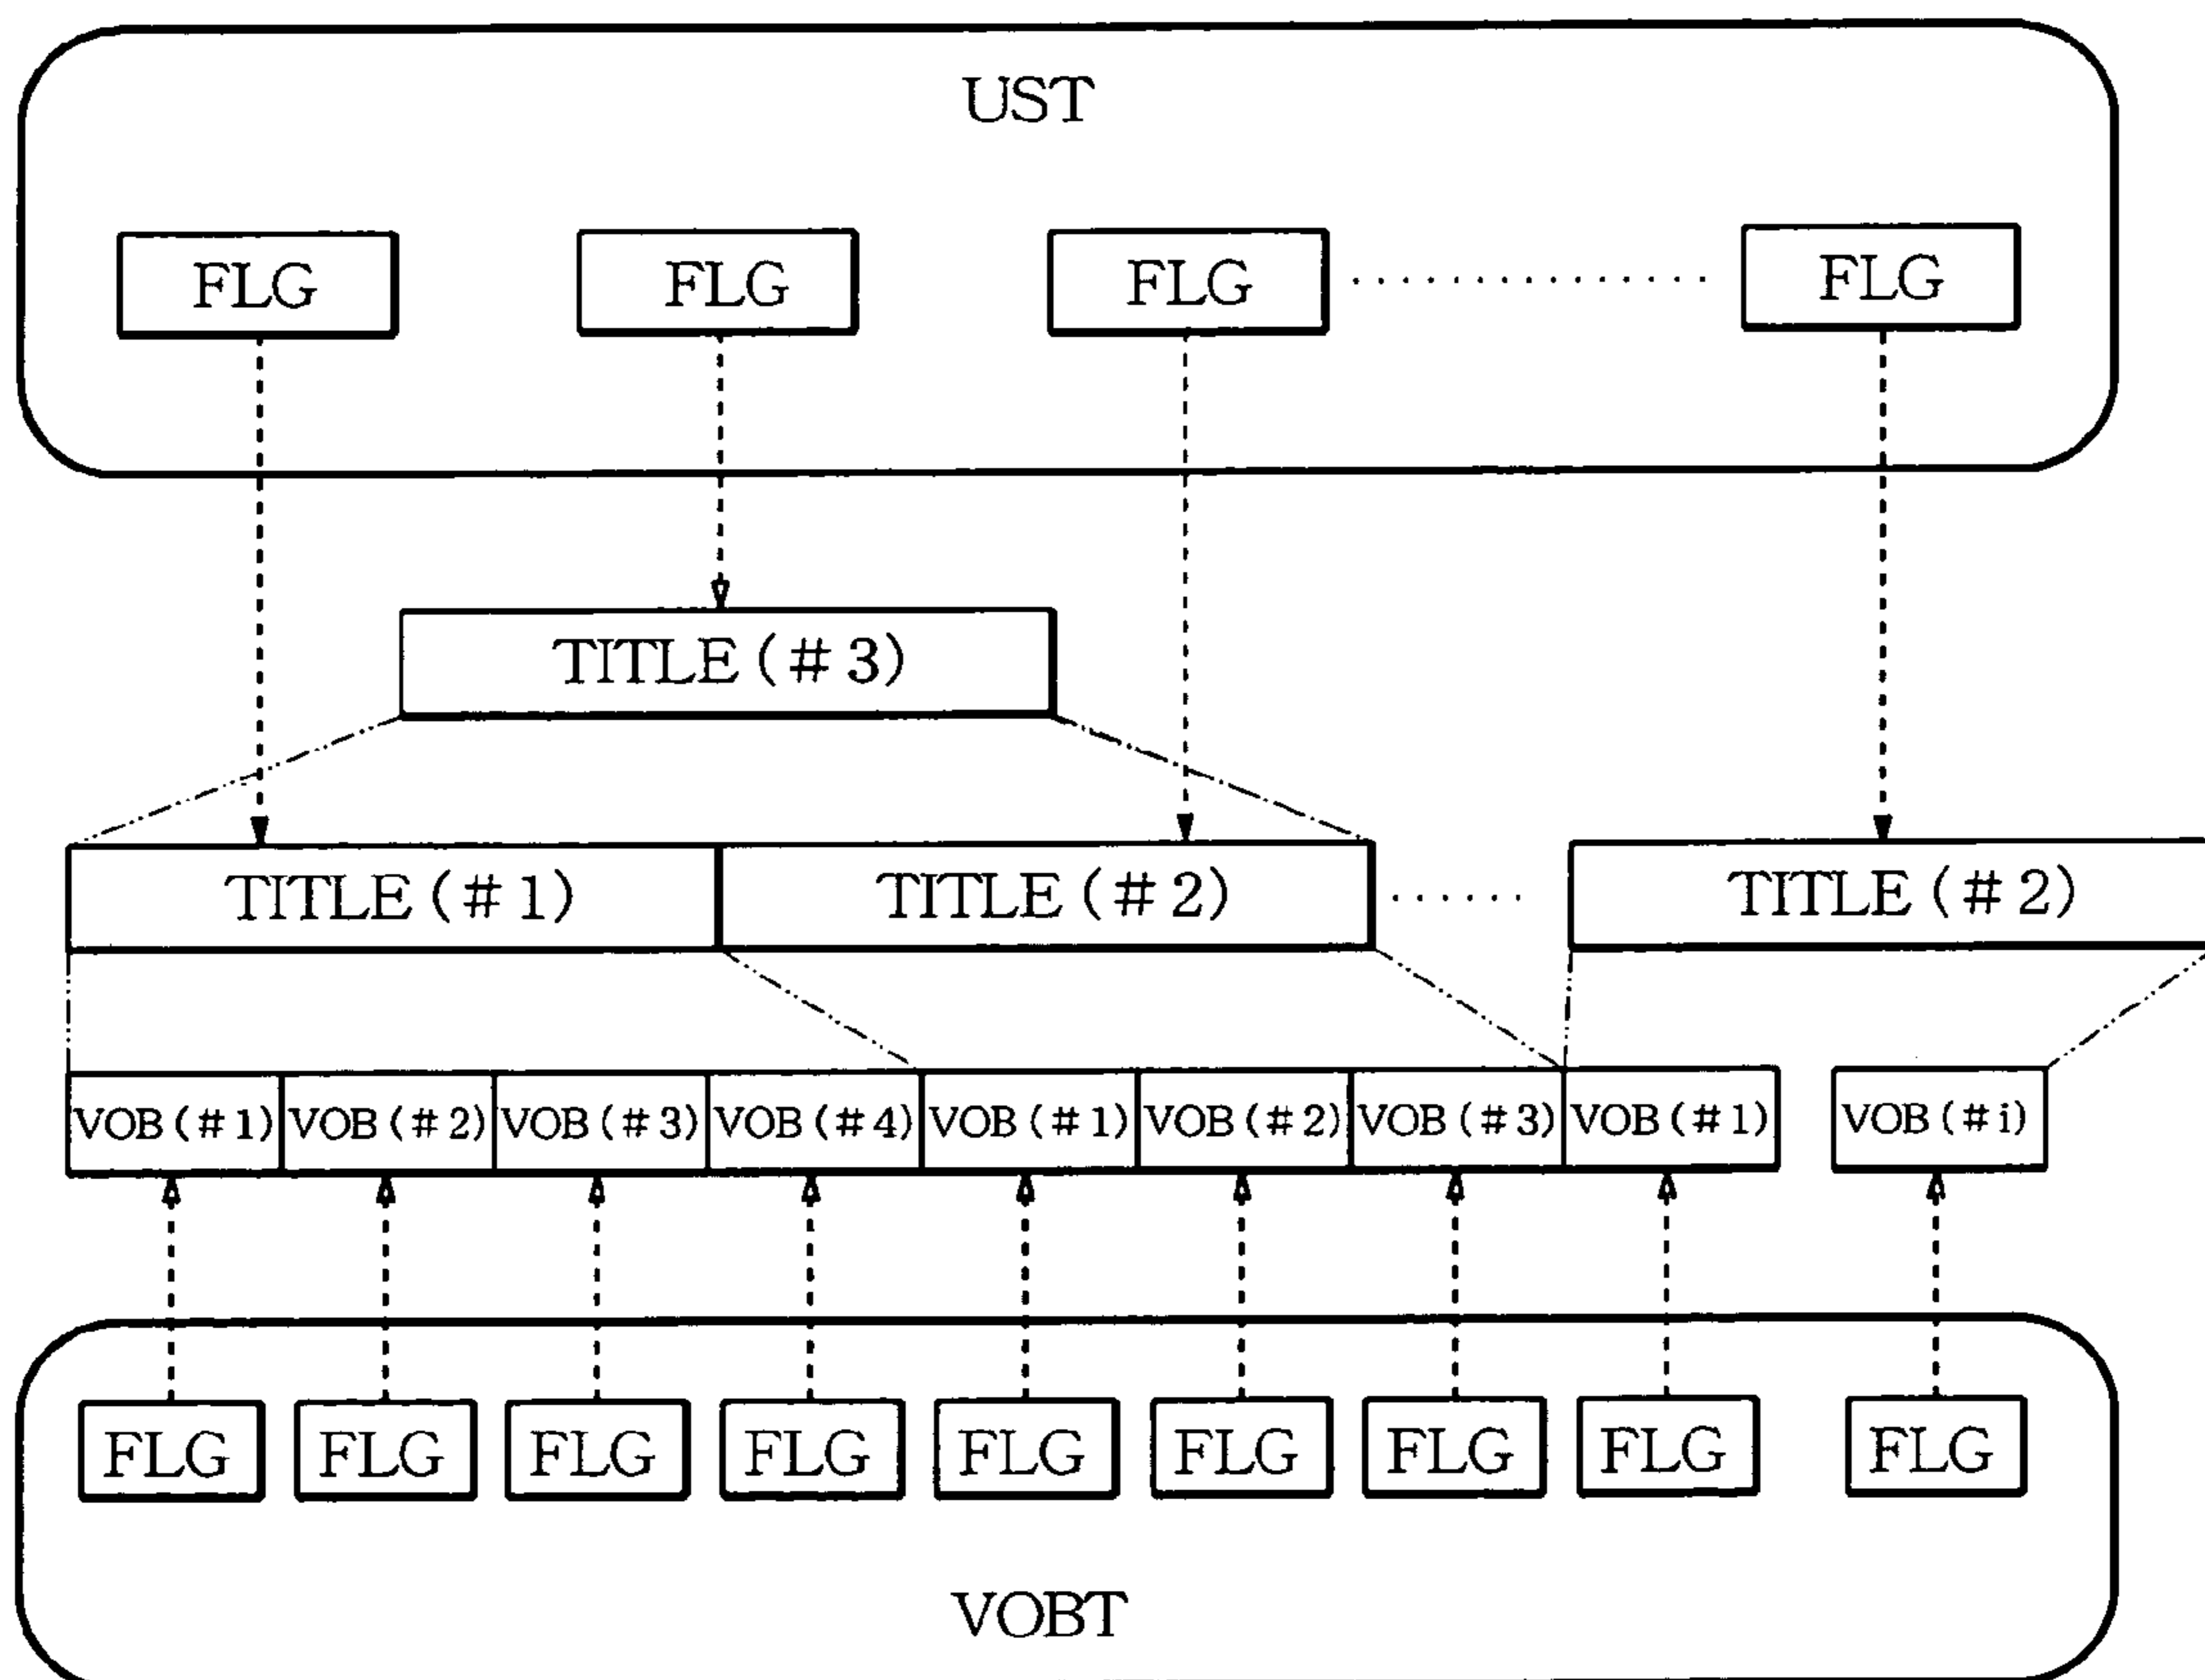 UST
FLG FLG FLG .............. FLG
TITLE(#3)
TITLE(#1) TITLE(#2) ...... TITLE(#2)
VOB(#1) VOB(#2) VOB(#3) VOB(#4) VOB(#1) VOB(#2) VOB(#3) VOB(#1) VOB(#i)
FLG FLG FLG FLG FLG FLG FLG FLG FLG
VOBT